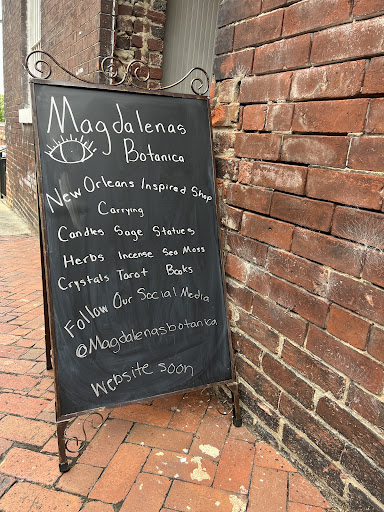 Magdalenas
Botanica
New Orleans Inspired Shop
Carrying
Candles Sage Statues
Herbs Incense Sea Moss
Crystals Tarot Books
Follow Our Social Media
@Magdalenasbotanica
Website soon